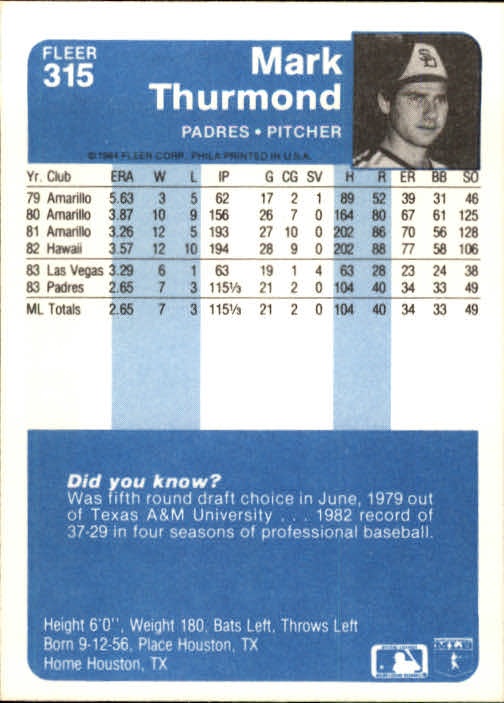 FLEER
315
Mark
Thurmond
PADRES • PITCHER
© 1984 FLEER CORP. PHILA PRINTED IN U.S.A.
Yr. Club ERA W L IP G CG SV H R ER BB SO
79 Amarillo 5.63 3 5 62 17 2 1 89 52 39 31 46
80 Amarillo 3.87 10 9 156 26 7 0 164 80 67 61 125
81 Amarillo 3.26 12 5 193 27 10 0 202 86 70 56 128
82 Hawaii 3.57 12 10 194 28 9 0 202 88 77 58 106
83 Las Vegas 3.29 6 1 63 19 1 4 63 28 23 24 38
83 Padres 2.65 7 3 115⅓ 21 2 0 104 40 34 33 49
ML Totals 2.65 7 3 115⅓ 21 2 0 104 40 34 33 49
Did you know?
Was fifth round draft choice in June, 1979 out
of Texas A&M University . . . 1982 record of
37-29 in four seasons of professional baseball.
Height 6'0'', Weight 180, Bats Left, Throws Left
Born 9-12-56, Place Houston, TX
Home Houston, TX